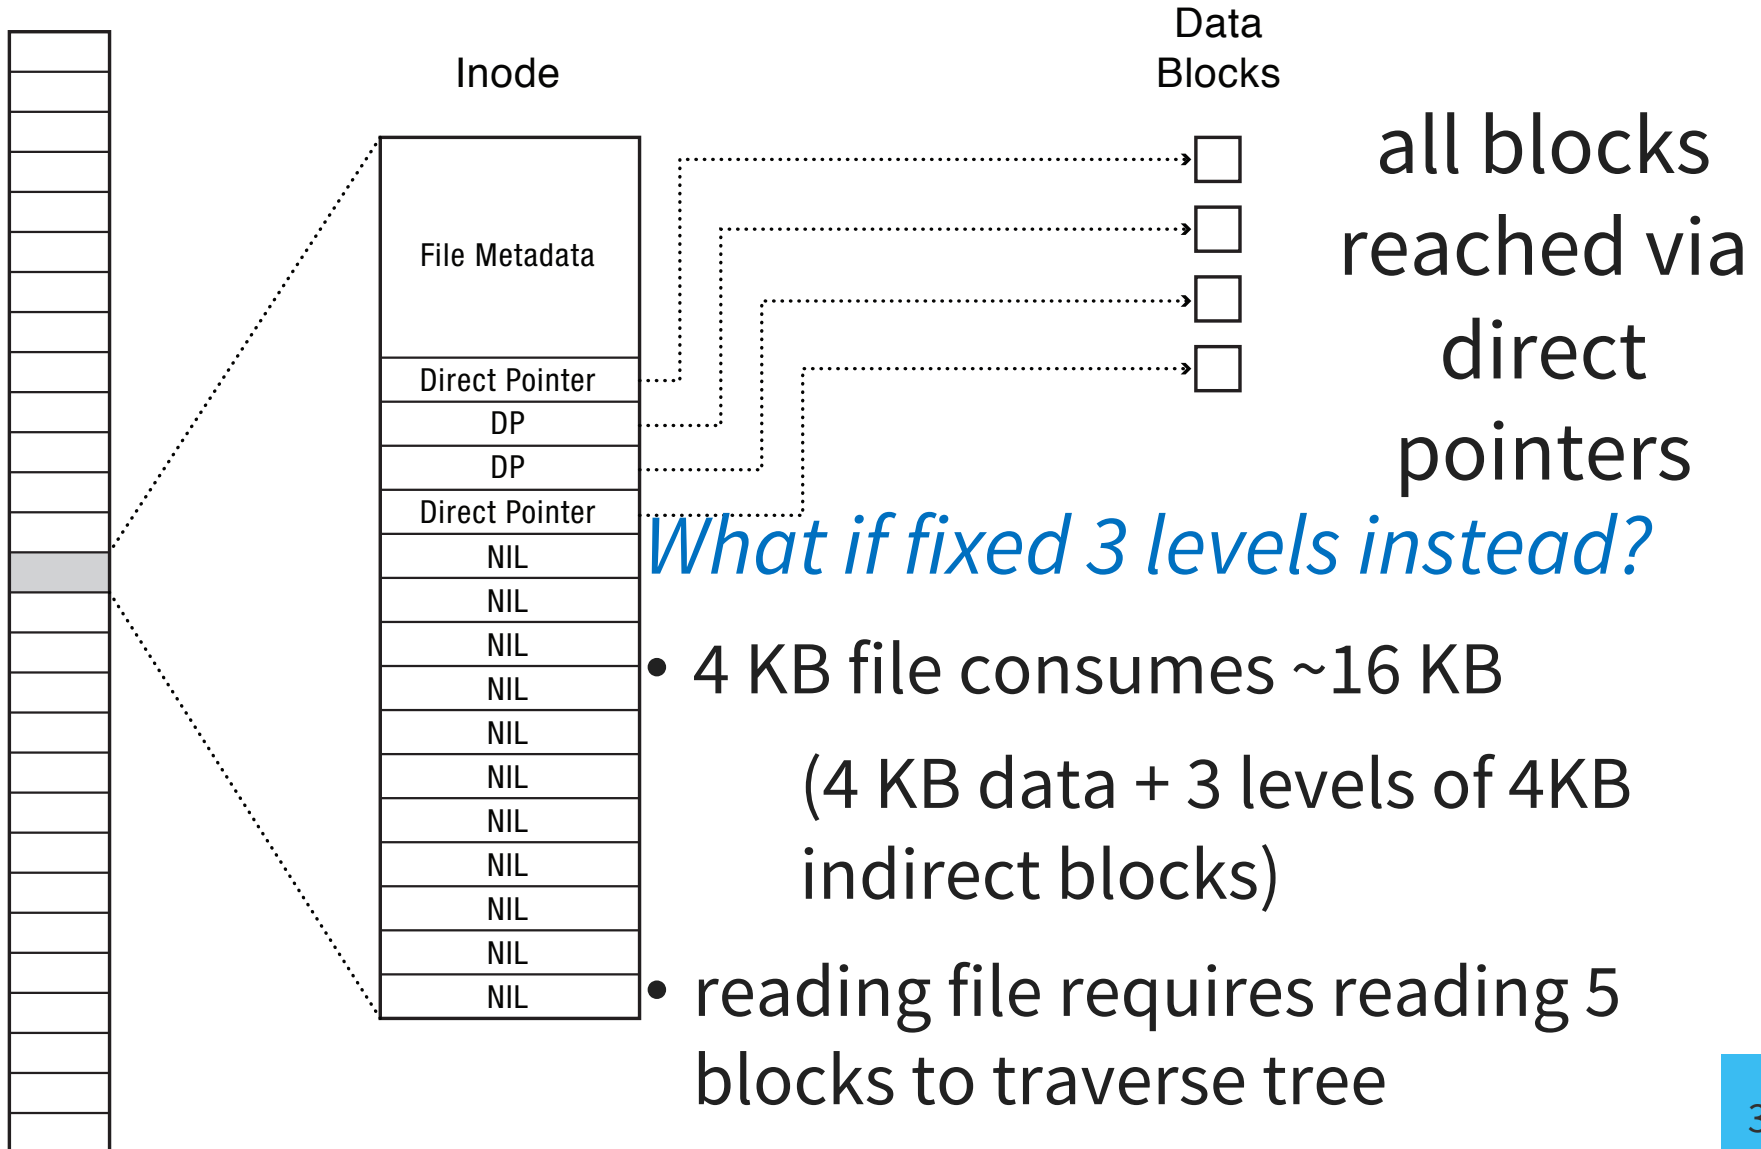 Inode
File Metadata
Direct Pointer
DP
DP
Direct Pointer
NIL
NIL
NIL
NIL
NIL
NIL
NIL
NIL
NIL
NIL
NIL
Data
Blocks
all blocks
reached via
direct
pointers
What if fixed 3 levels instead?
• 4 KB file consumes ~16 KB
(4 KB data + 3 levels of 4KB
indirect blocks)
• reading file requires reading 5
blocks to traverse tree